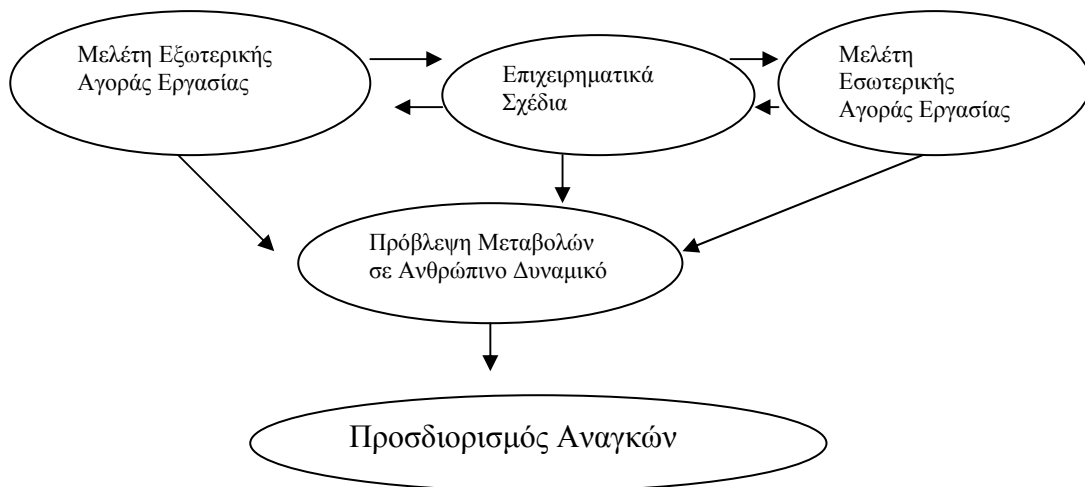 Μελέτη Εξωτερικής
Αγοράς Εργασίας
Επιχειρηματικά
Σχέδια
Μελέτη
Εσωτερικής
Αγοράς Εργασίας
Πρόβλεψη Μεταβολών
σε Ανθρώπινο Δυναμικό
Προσδιορισμός Αναγκών